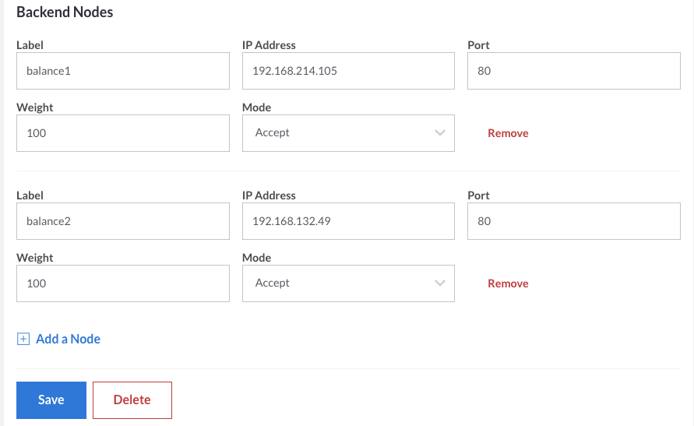 Backend Nodes
Label IP Address Port
balance1 192.168.214.105 80
Weight Mode
100 Accept Remove
Label IP Address Port
balance2 192.168.132.49 80
Weight Mode
100 Accept Remove
Add a Node
Save Delete